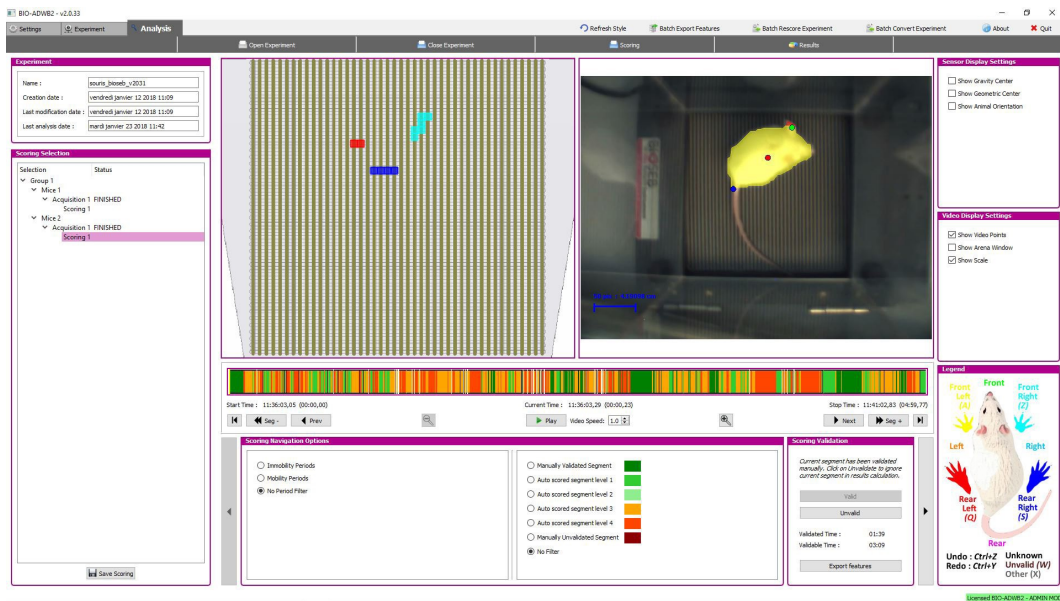 BIO-ADWB2 - v2.0.33
Settings Experiment Analysis Refresh Style Batch Export Features Batch Rescore Experiment Batch Convert Experiment About Quit
Open Experiment Close Experiment Scoring Results
Experiment
Name : souris_bioseb_v2031
Creation date : vendredi janvier 12 2018 11:09
Last modification date : vendredi janvier 12 2018 11:09
Last analysis date : mardi janvier 23 2018 11:42
Scoring Selection
Selection Status
Group 1
Mice 1
Acquisition 1 FINISHED
Scoring 1
Mice 2
Acquisition 1 FINISHED
Scoring 1
Save Scoring
Sensor Display Settings
Show Gravity Center
Show Geometric Center
Show Animal Orientation
Video Display Settings
Show Video Points
Show Arena Window
Show Scale
Start Time : 11:36:03,05 (00:00,00) Current Time : 11:36:03,29 (00:00,23) Stop Time : 11:41:02,83 (04:59,77)
Seg - Prev Play Video Speed: 1.0 Next Seg +
Scoring Navigation Options
Immobility Periods
Mobility Periods
No Period Filter
Manually Validated Segment
Auto scored segment level 1
Auto scored segment level 2
Auto scored segment level 3
Auto scored segment level 4
Manually Unvalidated Segment
No Filter
Scoring Validation
Current segment has been validated
manually. Click on Unvalidate to ignore
current segment in results calculation.
Valid
Unvalid
Validated Time : 01:39
Validable Time : 03:09
Export features
Legend
Front
Front Left (A)
Front Right (Z)
Left Right
Rear Left (Q)
Rear Right (S)
Rear
Undo : Ctrl+Z Unknown
Redo : Ctrl+Y Unvalid (W)
Other (X)
Licensed BIO-ADWB2 - ADMIN MOD